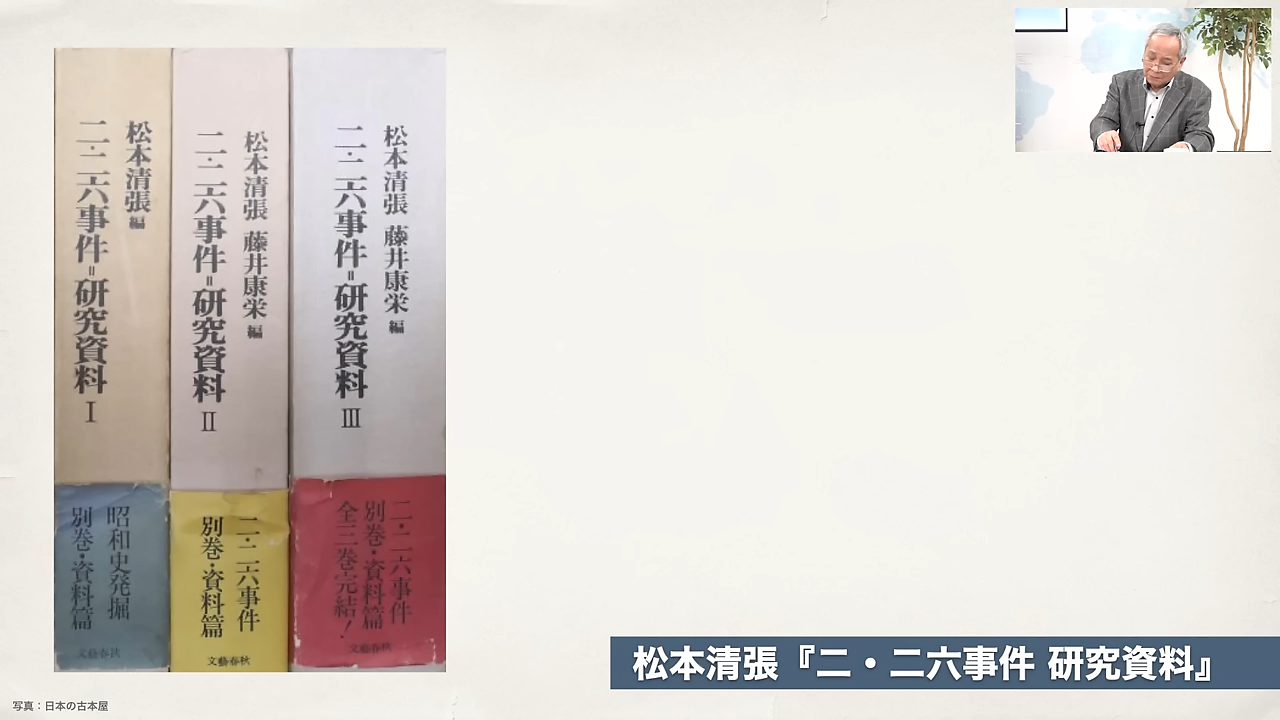 松本清張 編
二・二六事件=研究資料 Ⅰ
昭和史発掘
別巻・資料篇
文藝春秋
松本清張 藤井康栄 編
二・二六事件=研究資料 Ⅱ
二・二六事件
別巻・資料篇
文藝春秋
松本清張 藤井康栄 編
二・二六事件=研究資料 Ⅲ
二・二六事件
別巻・資料篇
全三巻完結!
文藝春秋
松本清張『二・二六事件 研究資料』
写真：日本の古本屋